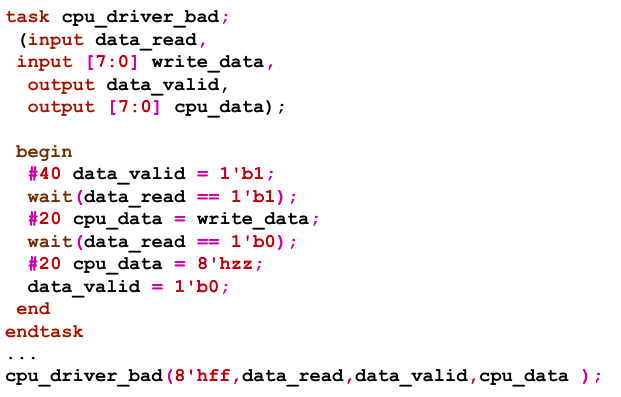 task cpu_driver_bad;
(input data_read,
input [7:0] write_data,
output data_valid,
output [7:0] cpu_data);
begin
#40 data_valid = 1'b1;
wait(data_read == 1'b1);
#20 cpu_data = write_data;
wait(data_read == 1'b0);
#20 cpu_data = 8'hzz;
data_valid = 1'b0;
end
endtask
...
cpu_driver_bad(8'hff,data_read,data_valid,cpu_data );